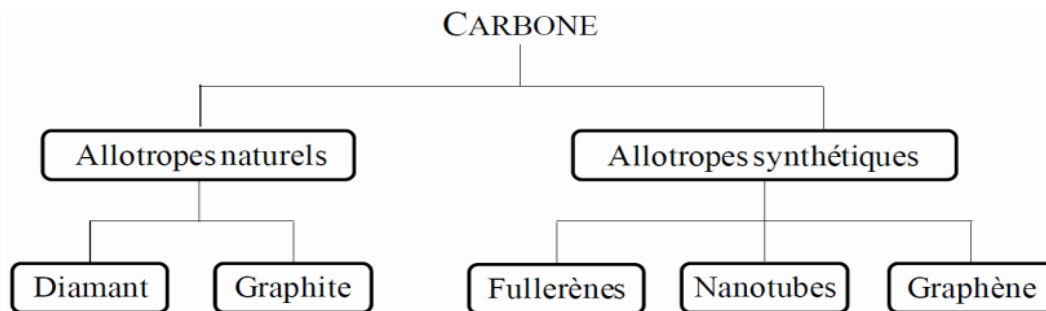 CARBONE
Allotropes naturels
Allotropes synthétiques
Diamant
Graphite
Fullerènes
Nanotubes
Graphène